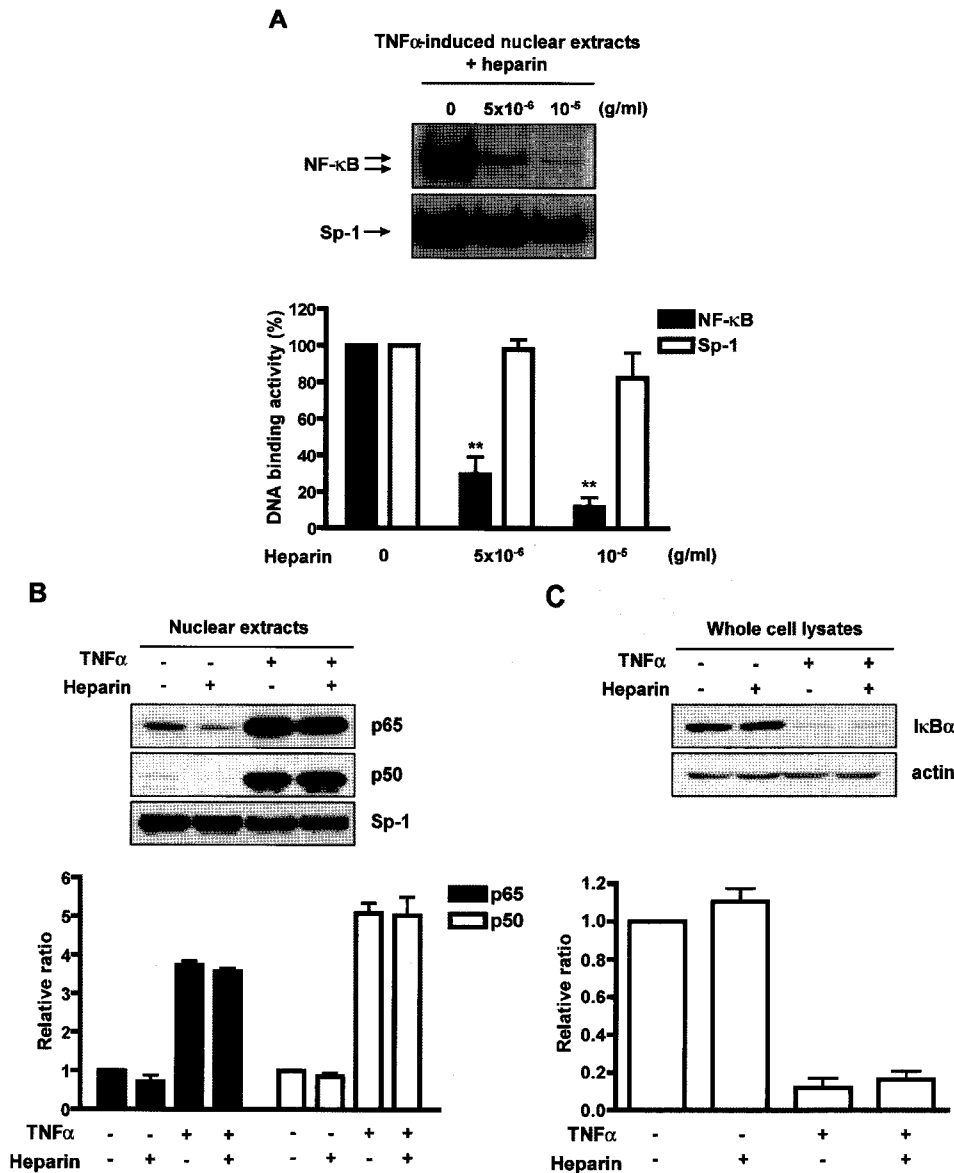 A
TNFα-induced nuclear extracts
+ heparin
0 5x10⁻⁶ 10⁻⁵ (g/ml)
NF-κB
Sp-1
DNA binding activity (%)
120
100
80
60
40
20
0
NF-κB
Sp-1
** **
Heparin 0 5x10⁻⁶ 10⁻⁵ (g/ml)
B
Nuclear extracts
TNFα - - + +
Heparin - + - +
p65
p50
Sp-1
Relative ratio
6
5
4
3
2
1
0
p65
p50
TNFα - - + + - - + +
Heparin - + - + - + - +
C
Whole cell lysates
TNFα - - + +
Heparin - + - +
IκBα
actin
Relative ratio
1.2
1.0
0.8
0.6
0.4
0.2
0.0
TNFα - - + +
Heparin - + - +